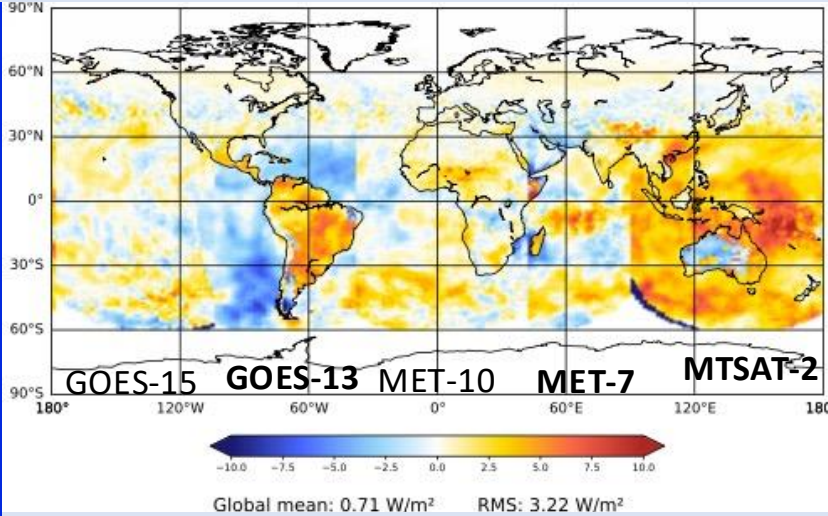 90°N
60°N
30°N
0°
30°S
60°S
90°S
GOES-15 GOES-13 MET-10 MET-7 MTSAT-2
180° 120°W 60°W 0° 60°E 120°E 180
−10.0 −7.5 −5.0 −2.5 0.0 2.5 5.0 7.5 10.0
Global mean: 0.71 W/m² RMS: 3.22 W/m²